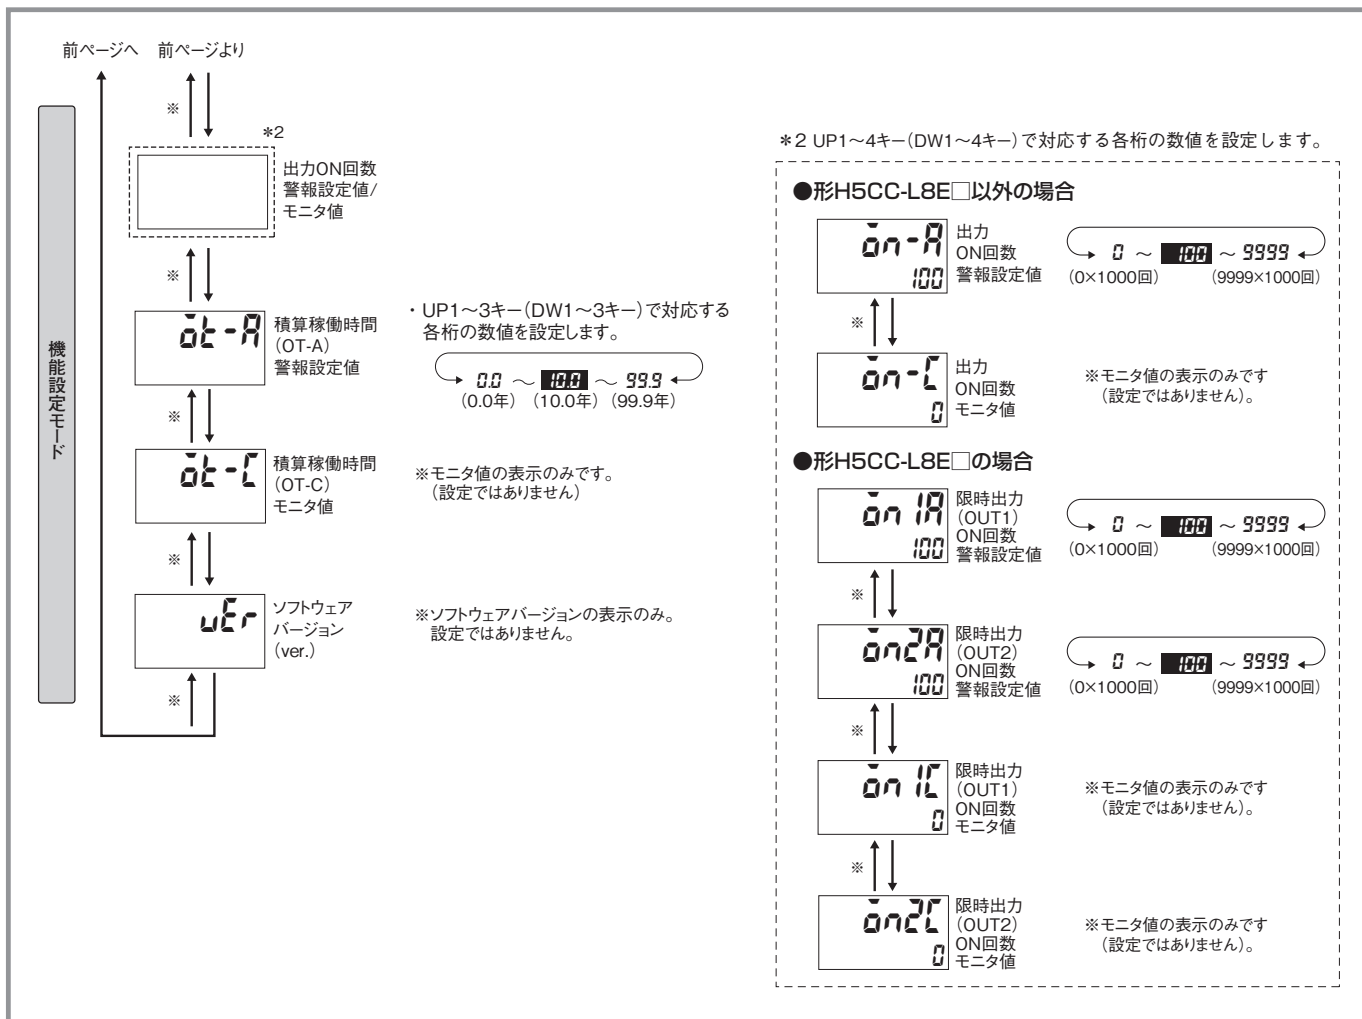 前ページへ 前ページより
※
*2
出力ON回数
警報設定値/
モニタ値
※
ot-A
積算稼働時間
(OT-A)
警報設定値
・UP1～3キー(DW1～3キー)で対応する
各桁の数値を設定します。
0.0 ～ 10.0 ～ 99.9
(0.0年) (10.0年) (99.9年)
※
ot-C
積算稼働時間
(OT-C)
モニタ値
※モニタ値の表示のみです。
(設定ではありません)
※
vEr
ソフトウェア
バージョン
(ver.)
※ソフトウェアバージョンの表示のみ。
設定ではありません。
※
機能設定モード
*2 UP1～4キー(DW1～4キー)で対応する各桁の数値を設定します。
●形H5CC-L8E□以外の場合
on-A
100
出力
ON回数
警報設定値
0 ～ 100 ～ 9999
(0×1000回) (9999×1000回)
※
on-C
0
出力
ON回数
モニタ値
※モニタ値の表示のみです
(設定ではありません)。
●形H5CC-L8E□の場合
on1A
100
限時出力
(OUT1)
ON回数
警報設定値
0 ～ 100 ～ 9999
(0×1000回) (9999×1000回)
※
on2A
100
限時出力
(OUT2)
ON回数
警報設定値
0 ～ 100 ～ 9999
(0×1000回) (9999×1000回)
※
on1C
0
限時出力
(OUT1)
ON回数
モニタ値
※モニタ値の表示のみです
(設定ではありません)。
※
on2C
0
限時出力
(OUT2)
ON回数
モニタ値
※モニタ値の表示のみです
(設定ではありません)。